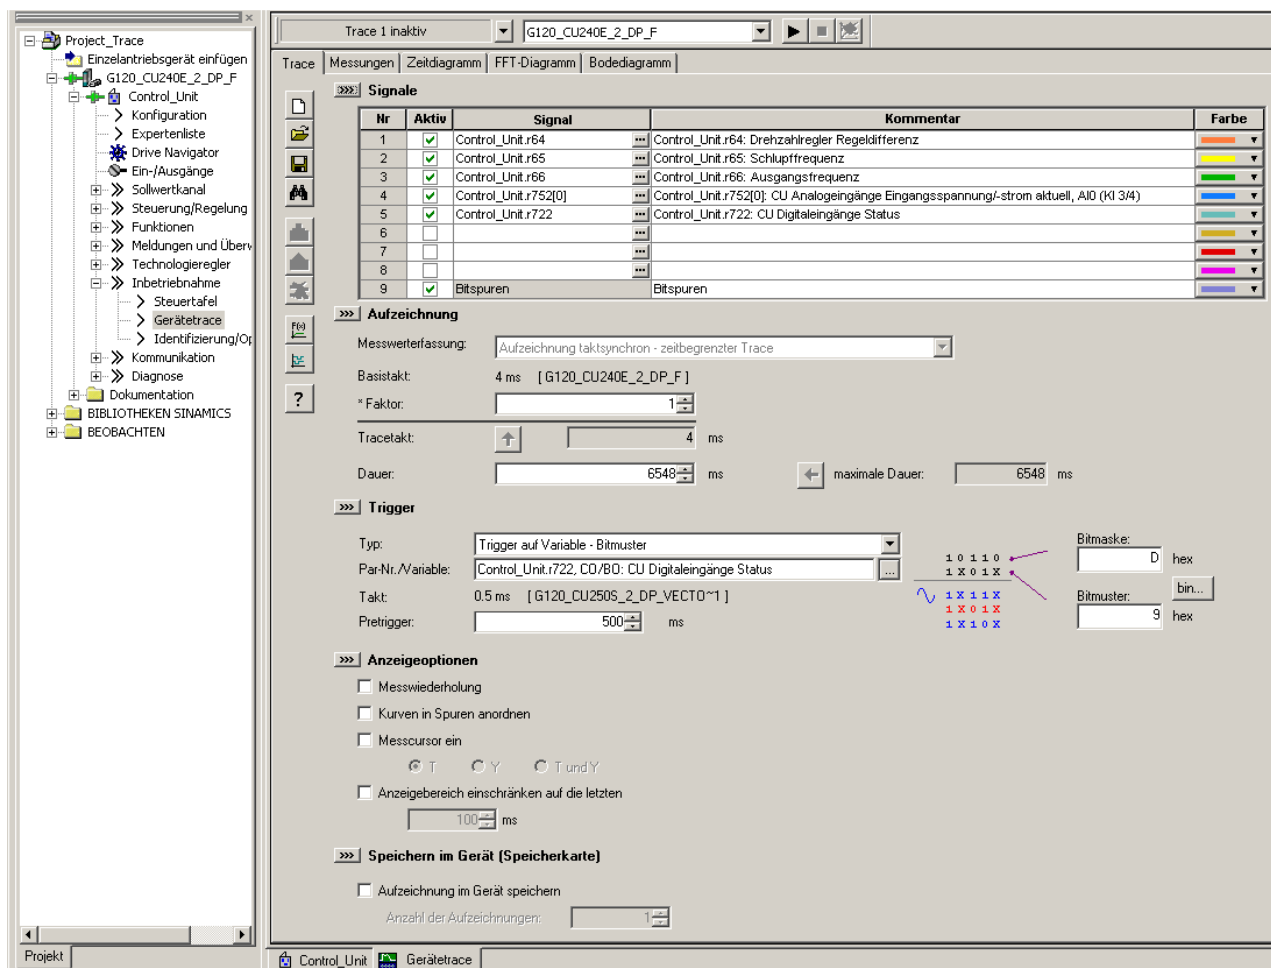 Project_Trace
Einzelantriebsgerät einfügen
G120_CU240E_2_DP_F
Control_Unit
Konfiguration
Expertenliste
Drive Navigator
Ein-/Ausgänge
Sollwertkanal
Steuerung/Regelung
Funktionen
Meldungen und Überw
Technologieregler
Inbetriebnahme
Steuertafel
Gerätetrace
Identifizierung/Op
Kommunikation
Diagnose
Dokumentation
BIBLIOTHEKEN SINAMICS
BEOBACHTEN
Projekt
Trace 1 inaktiv G120_CU240E_2_DP_F
Trace Messungen Zeitdiagramm FFT-Diagramm Bodediagramm
Signale
Nr Aktiv Signal Kommentar Farbe
1 Control_Unit.r64 ... Control_Unit.r64: Drehzahlregler Regeldifferenz
2 Control_Unit.r65 ... Control_Unit.r65: Schlupffrequenz
3 Control_Unit.r66 ... Control_Unit.r66: Ausgangsfrequenz
4 Control_Unit.r752[0] ... Control_Unit.r752[0]: CU Analogeingänge Eingangsspannung/-strom aktuell, AI0 (Kl 3/4)
5 Control_Unit.r722 ... Control_Unit.r722: CU Digitaleingänge Status
6 ...
7 ...
8 ...
9 Bitspuren Bitspuren
F(x)
?
Aufzeichnung
Messwerterfassung: Aufzeichnung taktsynchron - zeitbegrenzter Trace
Basistakt: 4 ms [ G120_CU240E_2_DP_F ]
* Faktor: 1
Tracetakt: 4 ms
Dauer: 6548 ms maximale Dauer: 6548 ms
Trigger
Typ: Trigger auf Variable - Bitmuster
Par-Nr./Variable: Control_Unit.r722, CO/BO: CU Digitaleingänge Status ...
Takt: 0.5 ms [ G120_CU250S_2_DP_VECTO~1 ]
Pretrigger: 500 ms
1 0 1 1 0
1 X 0 1 X
1 X 1 1 X
1 X 0 1 X
1 X 1 0 X
Bitmaske:
D hex
bin...
Bitmuster:
9 hex
Anzeigeoptionen
Messwiederholung
Kurven in Spuren anordnen
Messcursor ein
T Y T und Y
Anzeigebereich einschränken auf die letzten
100 ms
Speichern im Gerät (Speicherkarte)
Aufzeichnung im Gerät speichern
Anzahl der Aufzeichnungen: 1
Control_Unit Gerätetrace